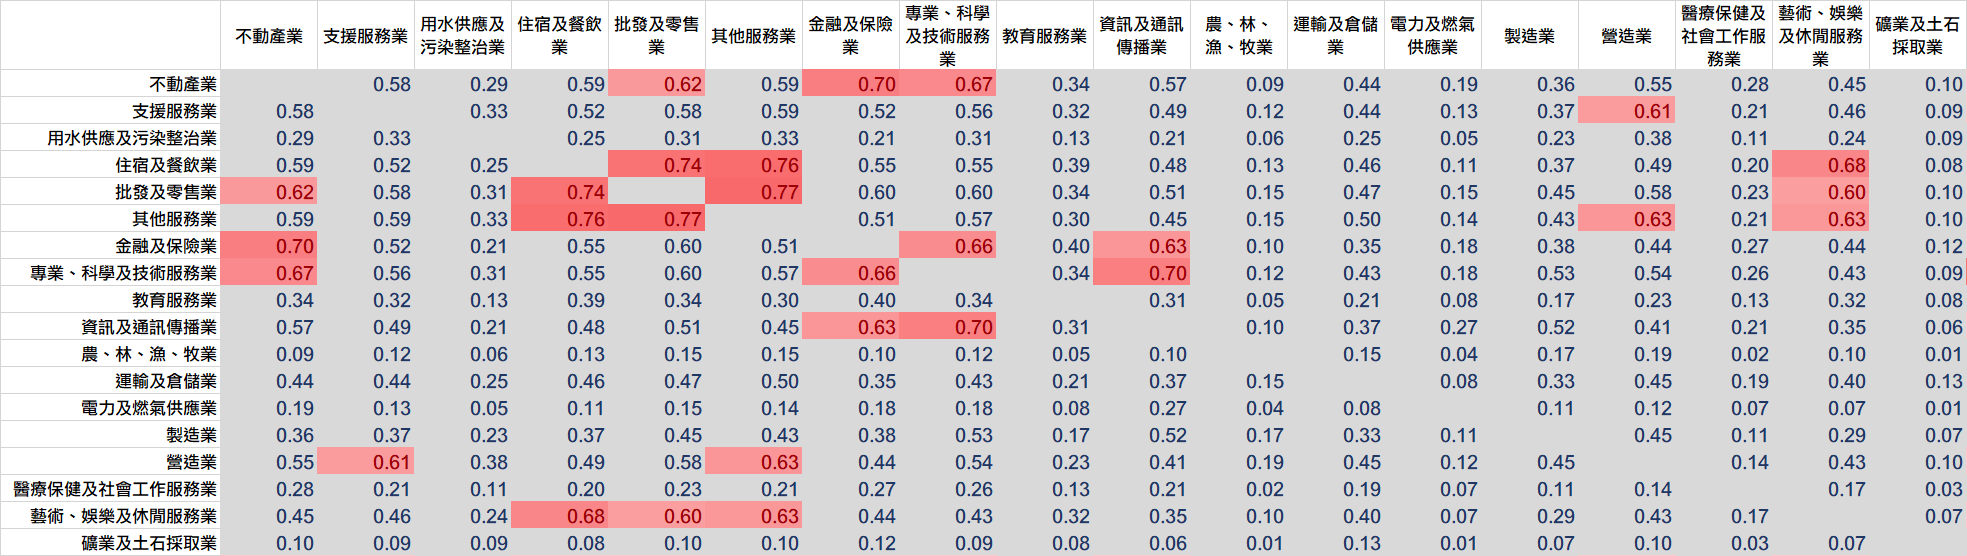 不動產業 支援服務業 用水供應及污染整治業 住宿及餐飲業 批發及零售業 其他服務業 金融及保險業 專業、科學及技術服務業 教育服務業 資訊及通訊傳播業 農、林、漁、牧業 運輸及倉儲業 電力及燃氣供應業 製造業 營造業 醫療保健及社會工作服務業 藝術、娛樂及休閒服務業 礦業及土石採取業
不動產業 0.58 0.29 0.59 0.62 0.59 0.70 0.67 0.34 0.57 0.09 0.44 0.19 0.36 0.55 0.28 0.45 0.10
支援服務業 0.58 0.33 0.52 0.58 0.59 0.52 0.56 0.32 0.49 0.12 0.44 0.13 0.37 0.61 0.21 0.46 0.09
用水供應及污染整治業 0.29 0.33 0.25 0.31 0.33 0.21 0.31 0.13 0.21 0.06 0.25 0.05 0.23 0.38 0.11 0.24 0.09
住宿及餐飲業 0.59 0.52 0.25 0.74 0.76 0.55 0.55 0.39 0.48 0.13 0.46 0.11 0.37 0.49 0.20 0.68 0.08
批發及零售業 0.62 0.58 0.31 0.74 0.77 0.60 0.60 0.34 0.51 0.15 0.47 0.15 0.45 0.58 0.23 0.60 0.10
其他服務業 0.59 0.59 0.33 0.76 0.77 0.51 0.57 0.30 0.45 0.15 0.50 0.14 0.43 0.63 0.21 0.63 0.10
金融及保險業 0.70 0.52 0.21 0.55 0.60 0.51 0.66 0.40 0.63 0.10 0.35 0.18 0.38 0.44 0.27 0.44 0.12
專業、科學及技術服務業 0.67 0.56 0.31 0.55 0.60 0.57 0.66 0.34 0.70 0.12 0.43 0.18 0.53 0.54 0.26 0.43 0.09
教育服務業 0.34 0.32 0.13 0.39 0.34 0.30 0.40 0.34 0.31 0.05 0.21 0.08 0.17 0.23 0.13 0.32 0.08
資訊及通訊傳播業 0.57 0.49 0.21 0.48 0.51 0.45 0.63 0.70 0.31 0.10 0.37 0.27 0.52 0.41 0.21 0.35 0.06
農、林、漁、牧業 0.09 0.12 0.06 0.13 0.15 0.15 0.10 0.12 0.05 0.10 0.15 0.04 0.17 0.19 0.02 0.10 0.01
運輸及倉儲業 0.44 0.44 0.25 0.46 0.47 0.50 0.35 0.43 0.21 0.37 0.15 0.08 0.33 0.45 0.19 0.40 0.13
電力及燃氣供應業 0.19 0.13 0.05 0.11 0.15 0.14 0.18 0.18 0.08 0.27 0.04 0.08 0.11 0.12 0.07 0.07 0.01
製造業 0.36 0.37 0.23 0.37 0.45 0.43 0.38 0.53 0.17 0.52 0.17 0.33 0.11 0.45 0.11 0.29 0.07
營造業 0.55 0.61 0.38 0.49 0.58 0.63 0.44 0.54 0.23 0.41 0.19 0.45 0.12 0.45 0.14 0.43 0.10
醫療保健及社會工作服務業 0.28 0.21 0.11 0.20 0.23 0.21 0.27 0.26 0.13 0.21 0.02 0.19 0.07 0.11 0.14 0.17 0.03
藝術、娛樂及休閒服務業 0.45 0.46 0.24 0.68 0.60 0.63 0.44 0.43 0.32 0.35 0.10 0.40 0.07 0.29 0.43 0.17 0.07
礦業及土石採取業 0.10 0.09 0.09 0.08 0.10 0.10 0.12 0.09 0.08 0.06 0.01 0.13 0.01 0.07 0.10 0.03 0.07